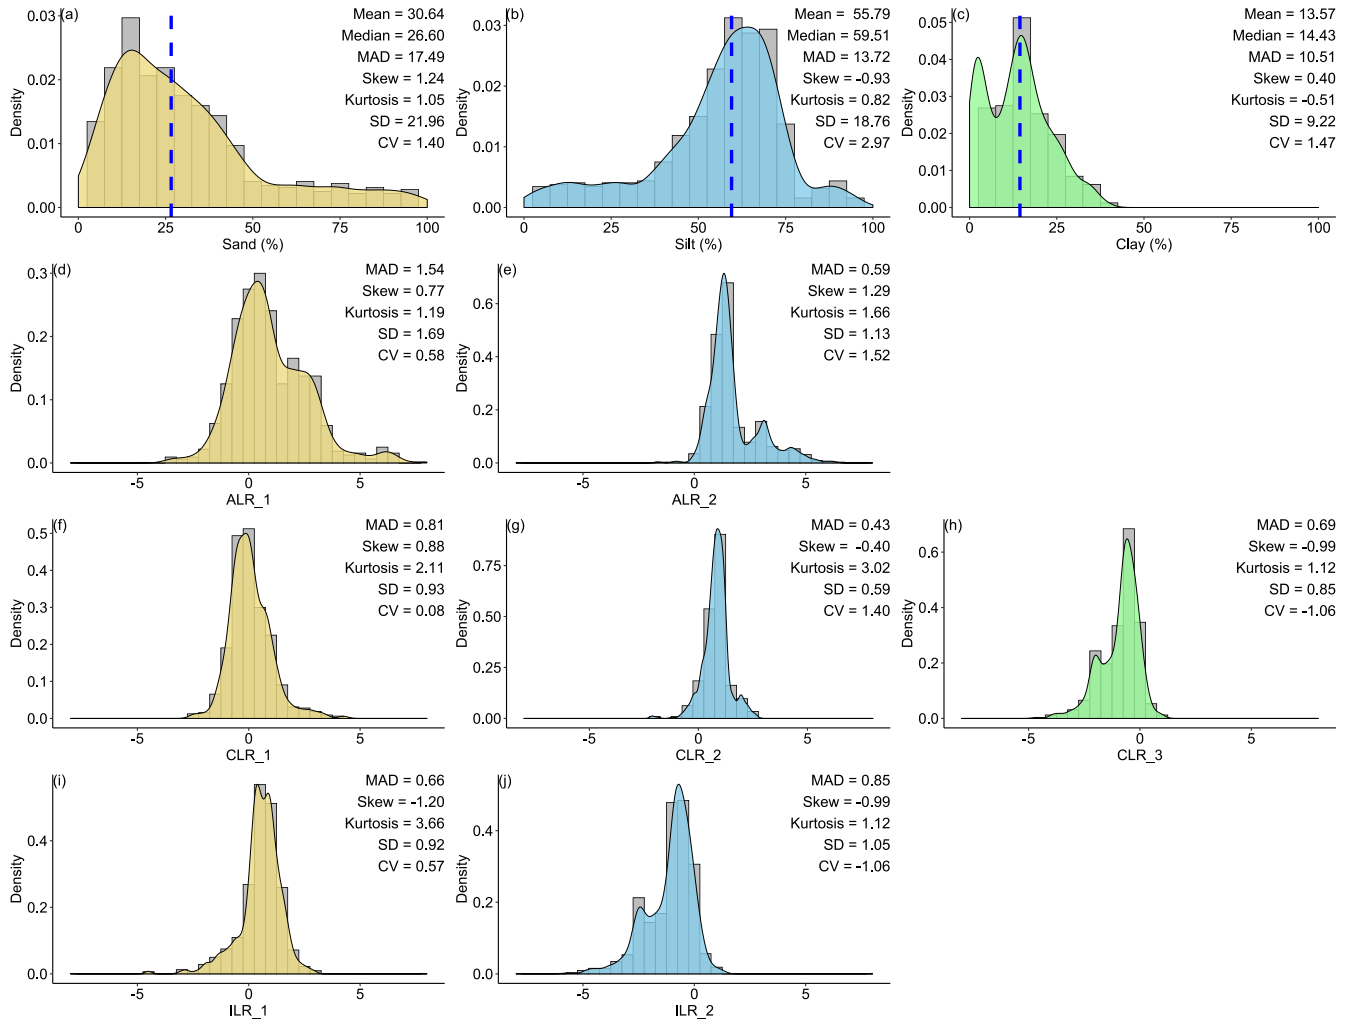 (a)
Mean = 30.64
Median = 26.60
MAD = 17.49
Skew = 1.24
Kurtosis = 1.05
SD = 21.96
CV = 1.40
Density
0.03
0.02
0.01
0.00
0 25 50 75 100
Sand (%)
(b)
Mean = 55.79
Median = 59.51
MAD = 13.72
Skew = -0.93
Kurtosis = 0.82
SD = 18.76
CV = 2.97
Density
0.03
0.02
0.01
0.00
0 25 50 75 100
Silt (%)
(c)
Mean = 13.57
Median = 14.43
MAD = 10.51
Skew = 0.40
Kurtosis = -0.51
SD = 9.22
CV = 1.47
Density
0.05
0.04
0.03
0.02
0.01
0.00
0 25 50 75 100
Clay (%)
(d)
MAD = 1.54
Skew = 0.77
Kurtosis = 1.19
SD = 1.69
CV = 0.58
Density
0.3
0.2
0.1
0.0
-5 0 5
ALR_1
(e)
MAD = 0.59
Skew = 1.29
Kurtosis = 1.66
SD = 1.13
CV = 1.52
Density
0.6
0.4
0.2
0.0
-5 0 5
ALR_2
(f)
MAD = 0.81
Skew = 0.88
Kurtosis = 2.11
SD = 0.93
CV = 0.08
Density
0.5
0.4
0.3
0.2
0.1
0.0
-5 0 5
CLR_1
(g)
MAD = 0.43
Skew = -0.40
Kurtosis = 3.02
SD = 0.59
CV = 1.40
Density
0.75
0.50
0.25
0.00
-5 0 5
CLR_2
(h)
MAD = 0.69
Skew = -0.99
Kurtosis = 1.12
SD = 0.85
CV = -1.06
Density
0.6
0.4
0.2
0.0
-5 0 5
CLR_3
(i)
MAD = 0.66
Skew = -1.20
Kurtosis = 3.66
SD = 0.92
CV = 0.57
Density
0.4
0.2
0.0
-5 0 5
ILR_1
(j)
MAD = 0.85
Skew = -0.99
Kurtosis = 1.12
SD = 1.05
CV = -1.06
Density
0.4
0.2
0.0
-5 0 5
ILR_2